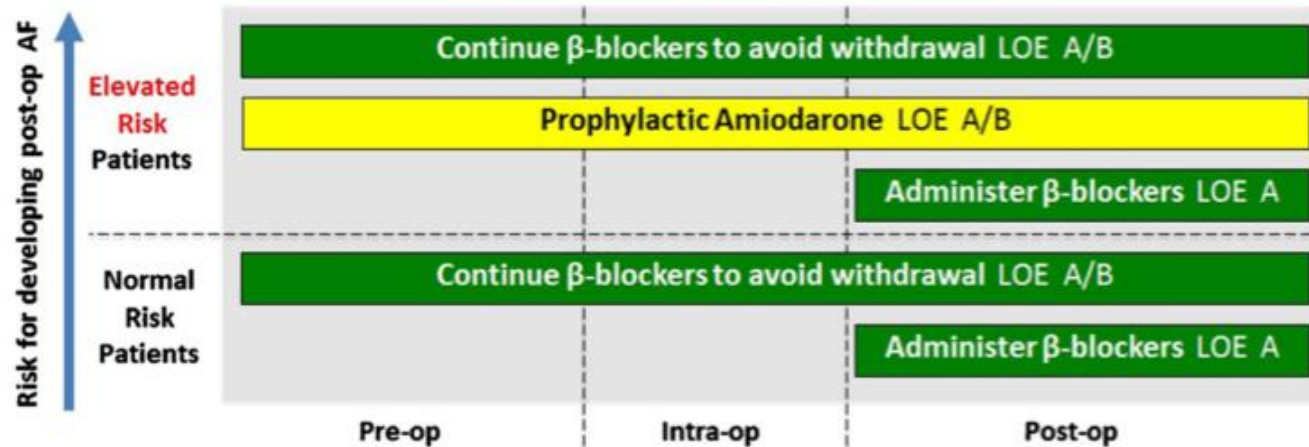 Risk for developing post-op AF
Elevated
Risk
Patients
Continue β-blockers to avoid withdrawal LOE A/B
Prophylactic Amiodarone LOE A/B
Administer β-blockers LOE A
Normal
Risk
Patients
Continue β-blockers to avoid withdrawal LOE A/B
Administer β-blockers LOE A
Pre-op Intra-op Post-op